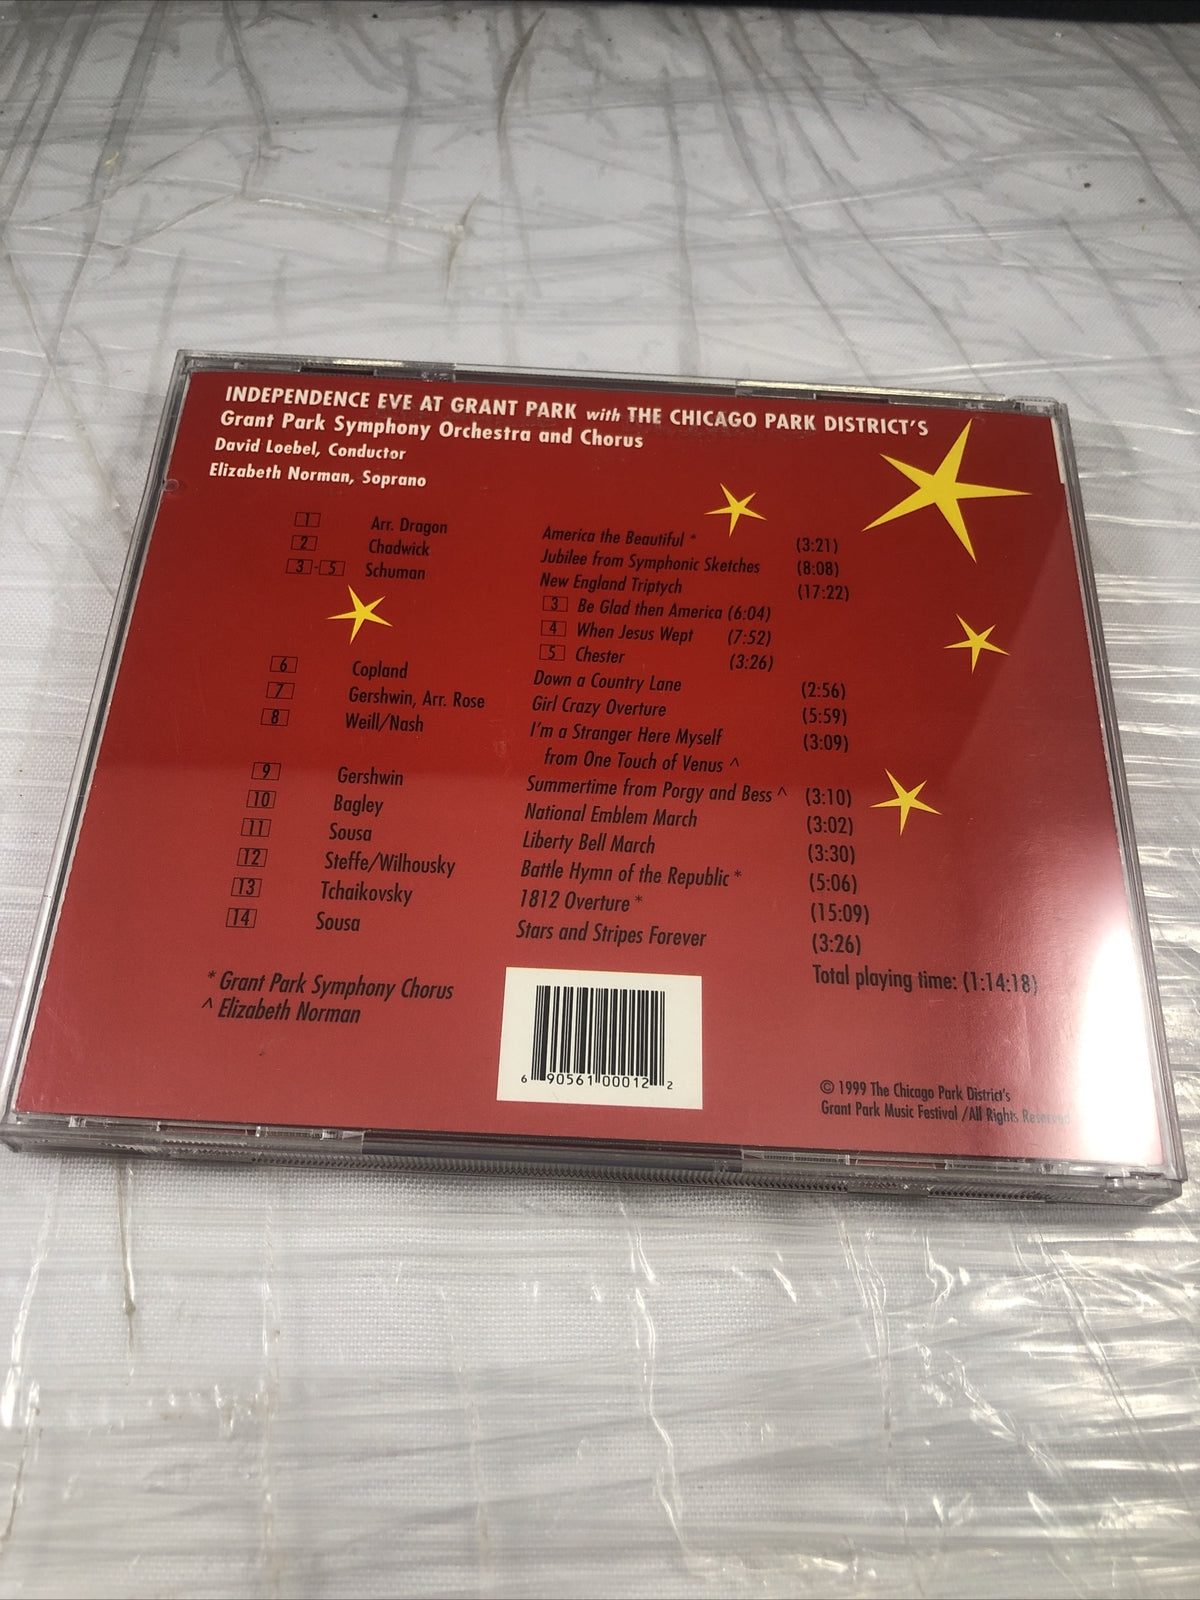 INDEPENDENCE EVE AT GRANT PARK with THE CHICAGO PARK DISTRICT'S
Grant Park Symphony Orchestra and Chorus
David Loebel, Conductor
Elizabeth Norman, Soprano
1 Arr. Dragon America the Beautiful * (3:21)
2 Chadwick Jubilee from Symphonic Sketches (8:08)
3-5 Schuman New England Triptych (17:22)
3 Be Glad then America (6:04)
4 When Jesus Wept (7:52)
5 Chester (3:26)
6 Copland Down a Country Lane (2:56)
7 Gershwin, Arr. Rose Girl Crazy Overture (5:59)
8 Weill/Nash I'm a Stranger Here Myself (3:09)
from One Touch of Venus ^
9 Gershwin Summertime from Porgy and Bess ^ (3:10)
10 Bagley National Emblem March (3:02)
11 Sousa Liberty Bell March (3:30)
12 Steffe/Wilhousky Battle Hymn of the Republic * (5:06)
13 Tchaikovsky 1812 Overture * (15:09)
14 Sousa Stars and Stripes Forever (3:26)
Total playing time: (1:14:18)
* Grant Park Symphony Chorus
^ Elizabeth Norman
6 90561 00012 2
© 1999 The Chicago Park District's
Grant Park Music Festival /All Rights Reserved